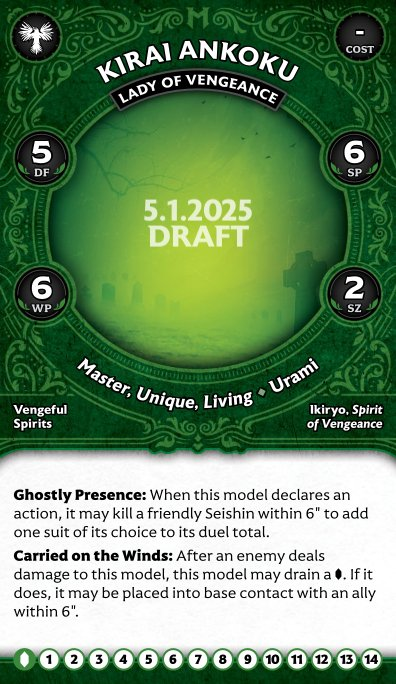 -
COST
KIRAI ANKOKU
LADY OF VENGEANCE
5
DF
6
SP
5.1.2025
DRAFT
6
WP
2
SZ
Master, Unique, Living ◆ Urami
Vengeful
Spirits
Ikiryo, Spirit
of Vengeance
Ghostly Presence: When this model declares an
action, it may kill a friendly Seishin within 6" to add
one suit of its choice to its duel total.
Carried on the Winds: After an enemy deals
damage to this model, this model may drain a ⬮. If it
does, it may be placed into base contact with an ally
within 6".
1 2 3 4 5 6 7 8 9 10 11 12 13 14